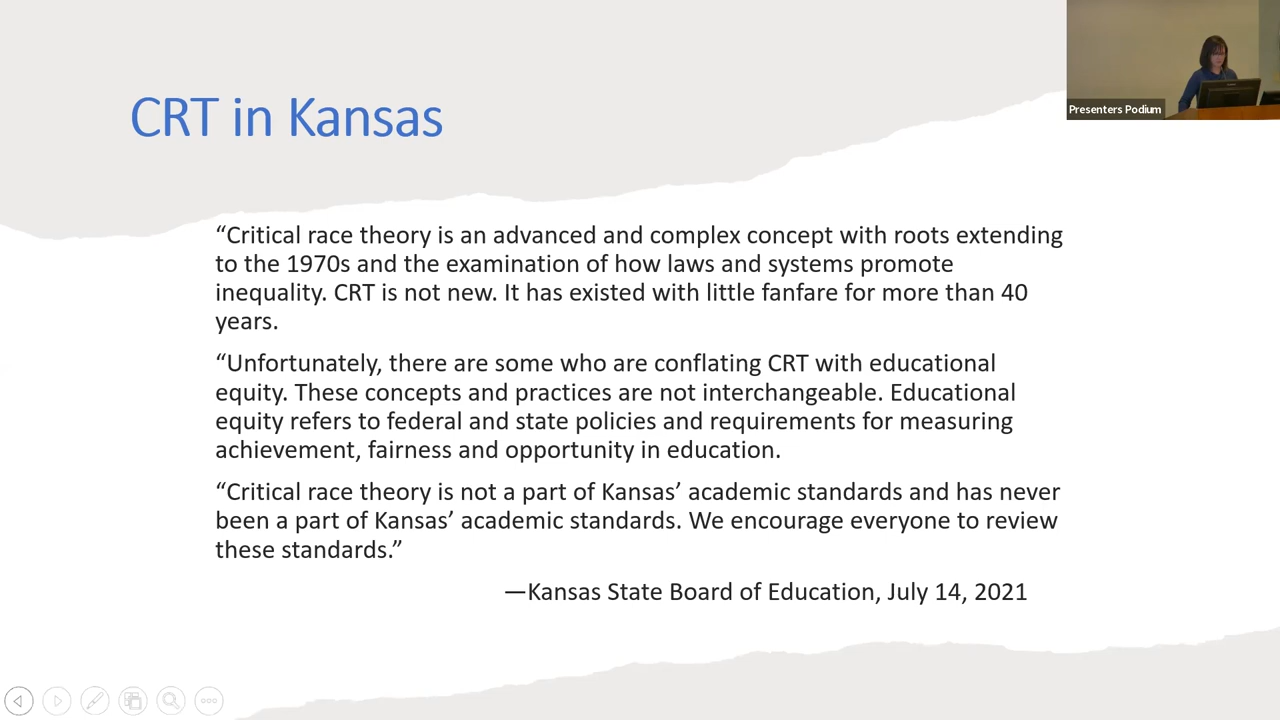 CRT in Kansas
Presenters Podium
“Critical race theory is an advanced and complex concept with roots extending
to the 1970s and the examination of how laws and systems promote
inequality. CRT is not new. It has existed with little fanfare for more than 40
years.
“Unfortunately, there are some who are conflating CRT with educational
equity. These concepts and practices are not interchangeable. Educational
equity refers to federal and state policies and requirements for measuring
achievement, fairness and opportunity in education.
“Critical race theory is not a part of Kansas’ academic standards and has never
been a part of Kansas’ academic standards. We encourage everyone to review
these standards.”
—Kansas State Board of Education, July 14, 2021